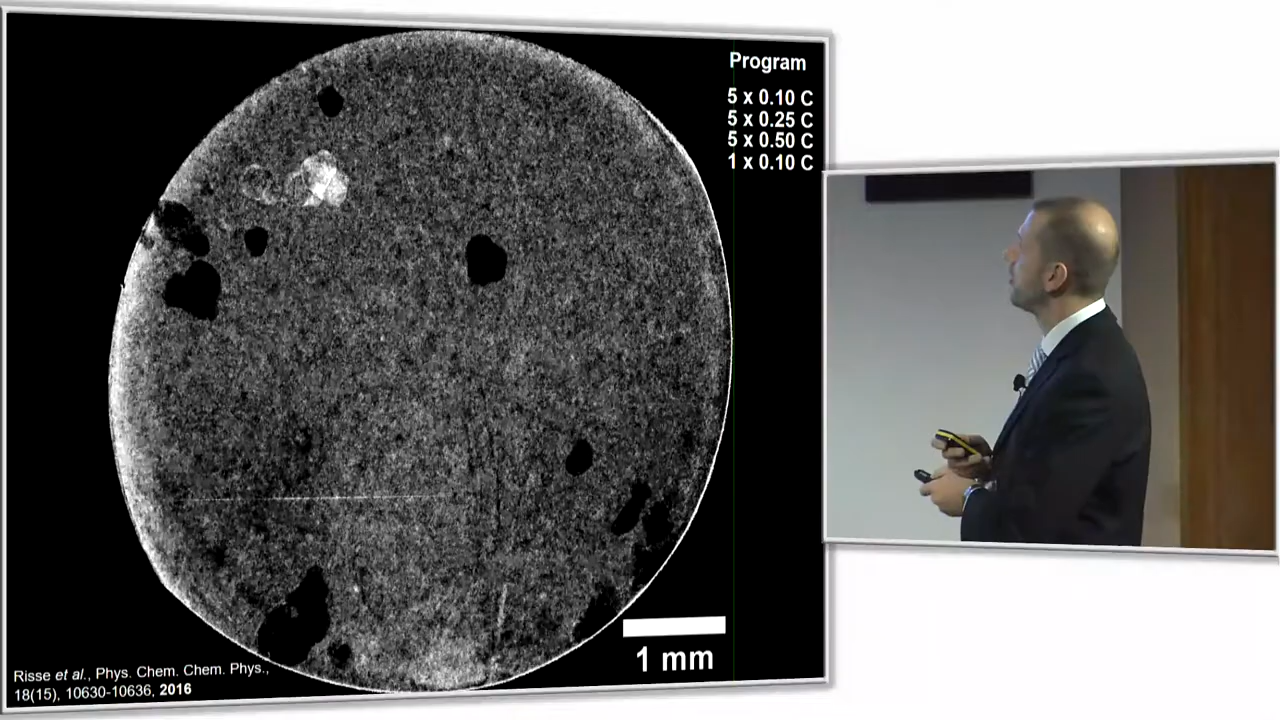 Program
5 x 0.10 C
5 x 0.25 C
5 x 0.50 C
1 x 0.10 C
1 mm
Risse et al., Phys. Chem. Chem. Phys.,
18(15), 10630-10636, 2016